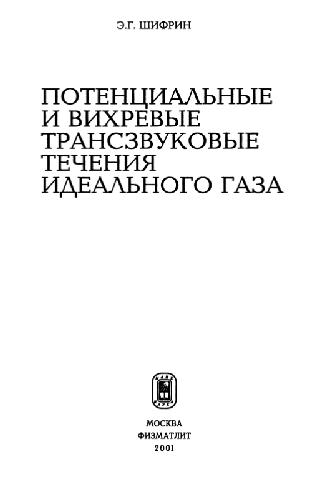 Э.Г. ШИФРИН
ПОТЕНЦИАЛЬНЫЕ
И ВИХРЕВЫЕ
ТРАНСЗВУКОВЫЕ
ТЕЧЕНИЯ
ИДЕАЛЬНОГО ГАЗА
МОСКВА
ФИЗМАТЛИТ
2001